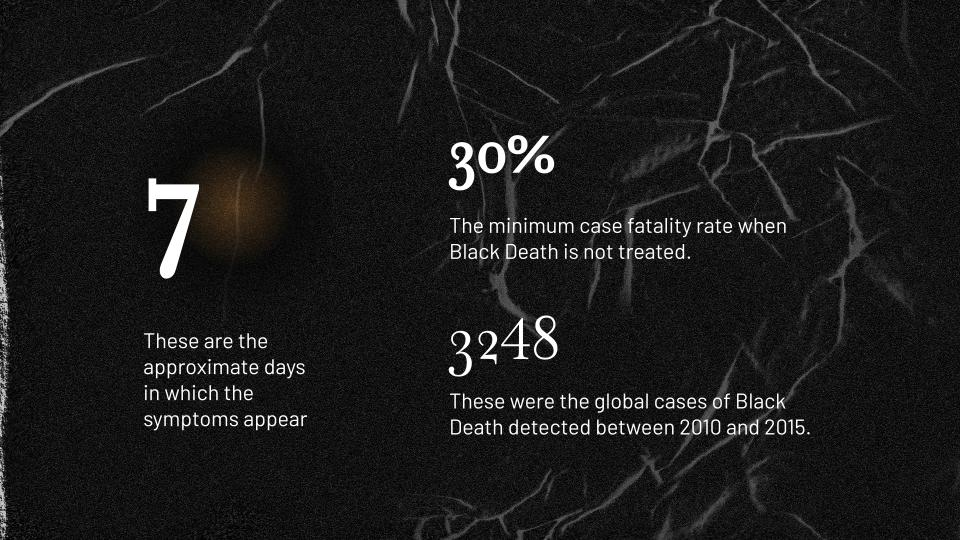 7
These are the
approximate days
in which the
symptoms appear
30%
The minimum case fatality rate when
Black Death is not treated.
3248
These were the global cases of Black
Death detected between 2010 and 2015.